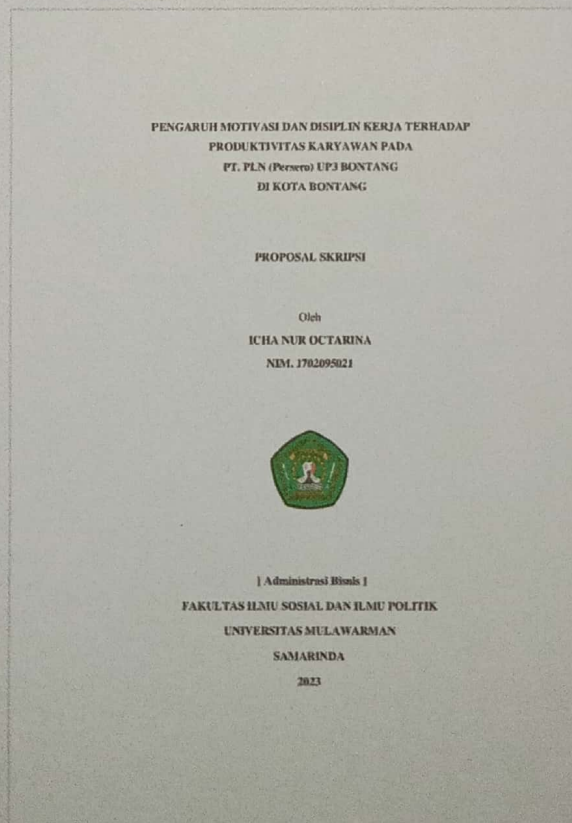 PENGARUH MOTIVASI DAN DISIPLIN KERJA TERHADAP
PRODUKTIVITAS KARYAWAN PADA
PT. PLN (Persero) UP3 BONTANG
DI KOTA BONTANG
PROPOSAL SKRIPSI
Oleh
ICHA NUR OCTARINA
NIM. 1702095021
[ Administrasi Bisnis ]
FAKULTAS ILMU SOSIAL DAN ILMU POLITIK
UNIVERSITAS MULAWARMAN
SAMARINDA
2023